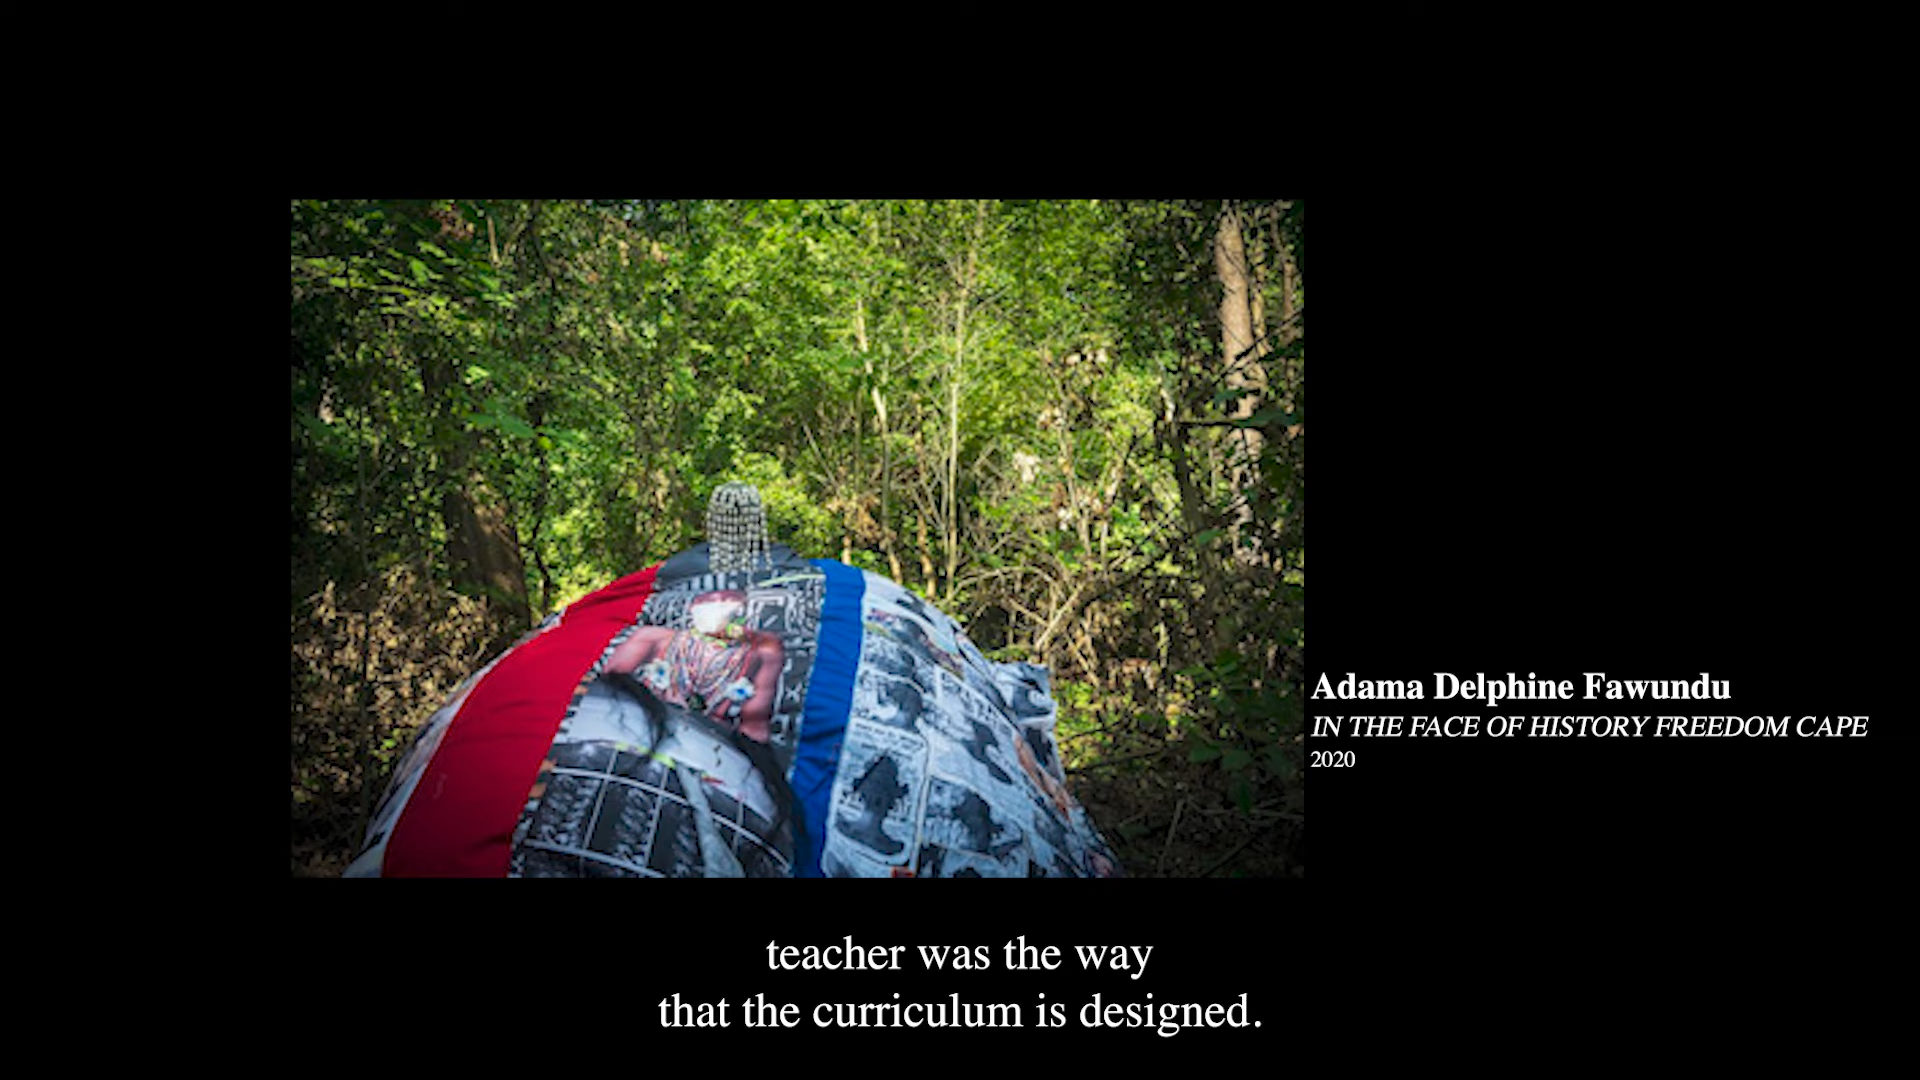 Adama Delphine Fawundu
IN THE FACE OF HISTORY FREEDOM CAPE
2020
teacher was the way
that the curriculum is designed.